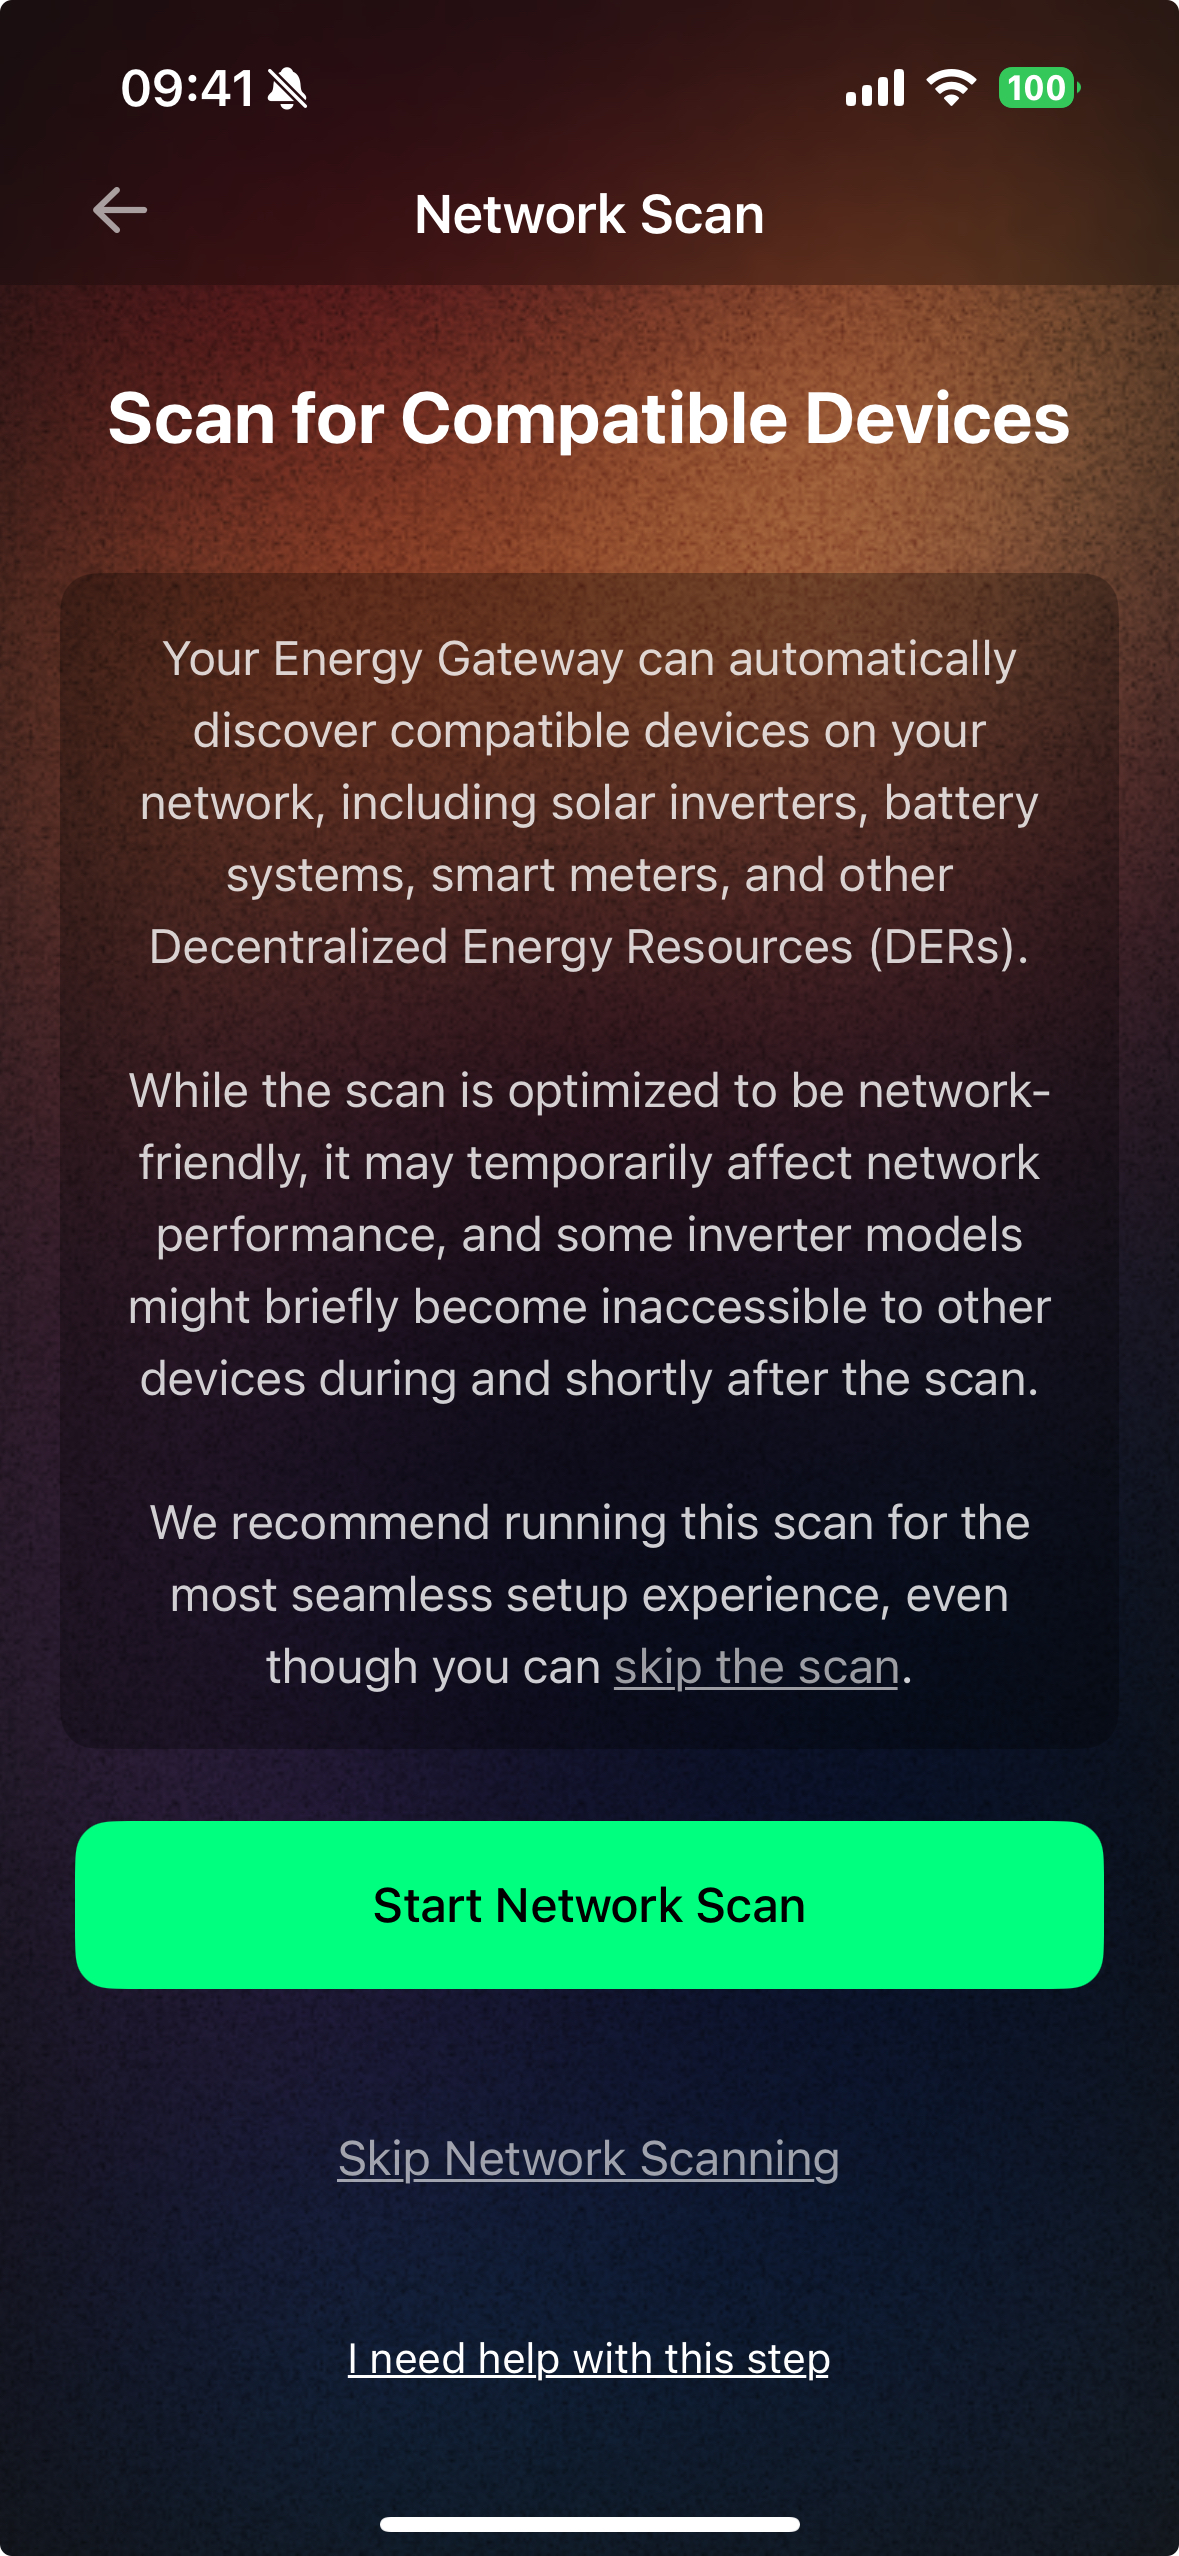 09:41
100
Network Scan
Scan for Compatible Devices
Your Energy Gateway can automatically
discover compatible devices on your
network, including solar inverters, battery
systems, smart meters, and other
Decentralized Energy Resources (DERs).
While the scan is optimized to be network-
friendly, it may temporarily affect network
performance, and some inverter models
might briefly become inaccessible to other
devices during and shortly after the scan.
We recommend running this scan for the
most seamless setup experience, even
though you can skip the scan.
Start Network Scan
Skip Network Scanning
I need help with this step